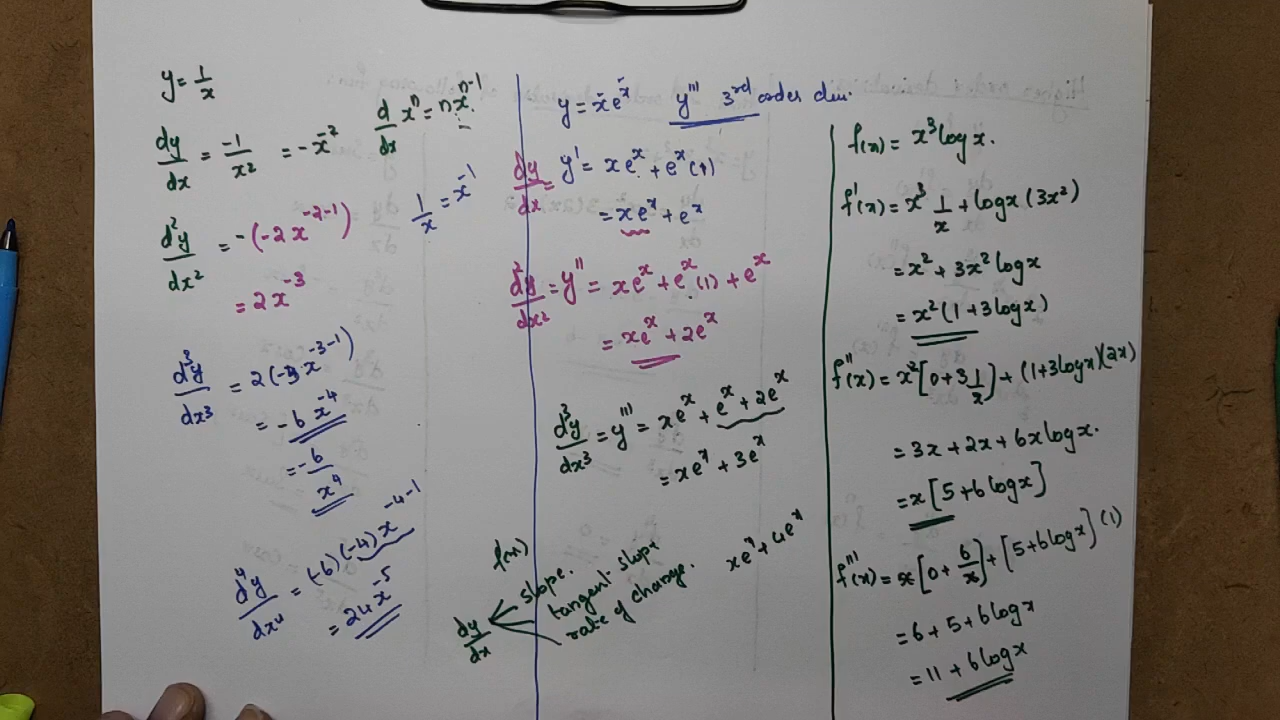 y = 1/x
dy/dx = -1/x² = -x⁻²
d/dx xⁿ = n xⁿ⁻¹
1/x = x⁻¹
d²y/dx² = -(-2x⁻²⁻¹)
= 2x⁻³
d³y/dx³ = 2(-3x⁻³⁻¹)
= -6x⁻⁴
= -6/x⁴
d⁴y/dx⁴ = (-6)(-4)x⁻⁴⁻¹
= 24x⁻⁵
y = xeˣ y''' 3rd order der.
dy/dx = y' = xeˣ + eˣ(1)
= xeˣ + eˣ
d²y/dx² = y'' = xeˣ + eˣ(1) + eˣ
= xeˣ + 2eˣ
d³y/dx³ = y''' = xeˣ + eˣ + 2eˣ
= xeˣ + 3eˣ
xeˣ + 4eˣ
f(x)
dy/dx
slope.
tangent-slope
rate of change.
f(x) = x³ log x.
f'(x) = x³ 1/x + log x (3x²)
= x² + 3x² log x
= x²(1 + 3 log x)
f''(x) = x²[0 + 3 1/x] + (1 + 3 log x)(2x)
= 3x + 2x + 6x log x.
= x[5 + 6 log x]
f'''(x) = x[0 + 6/x] + [5 + 6 log x](1)
= 6 + 5 + 6 log x
= 11 + 6 log x